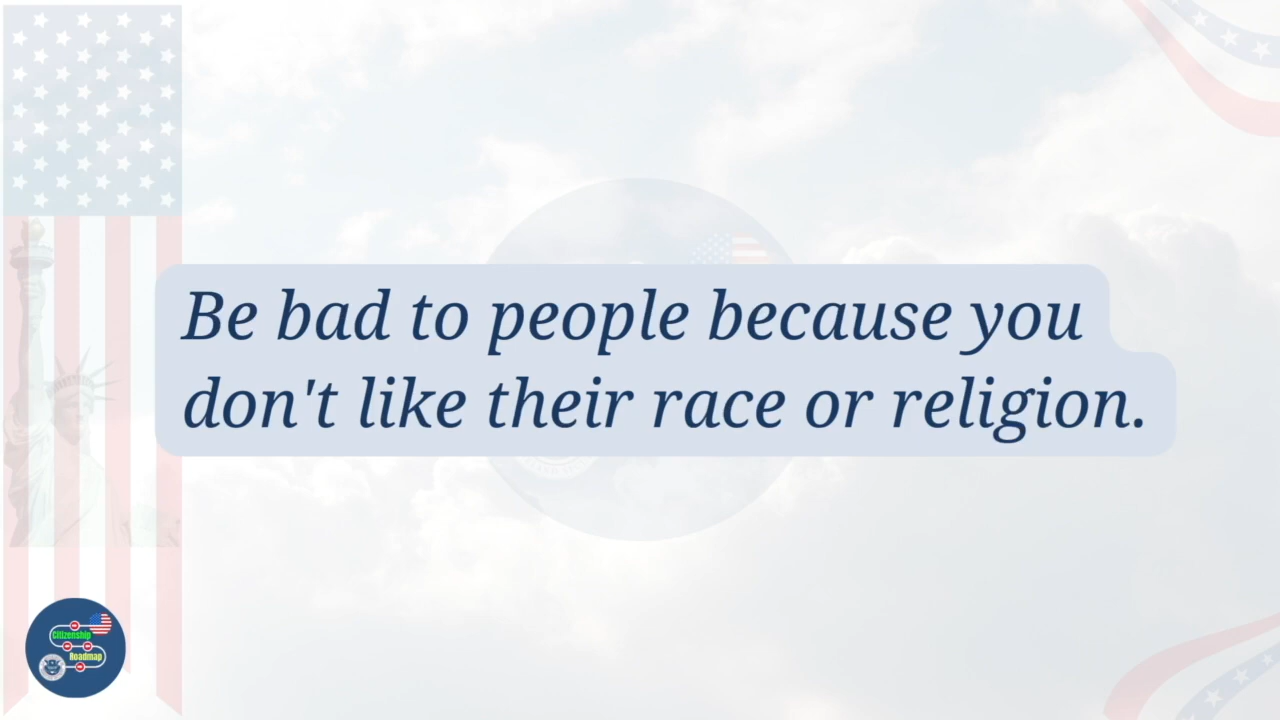 Be bad to people because you
don't like their race or religion.
Citizenship
Roadmap